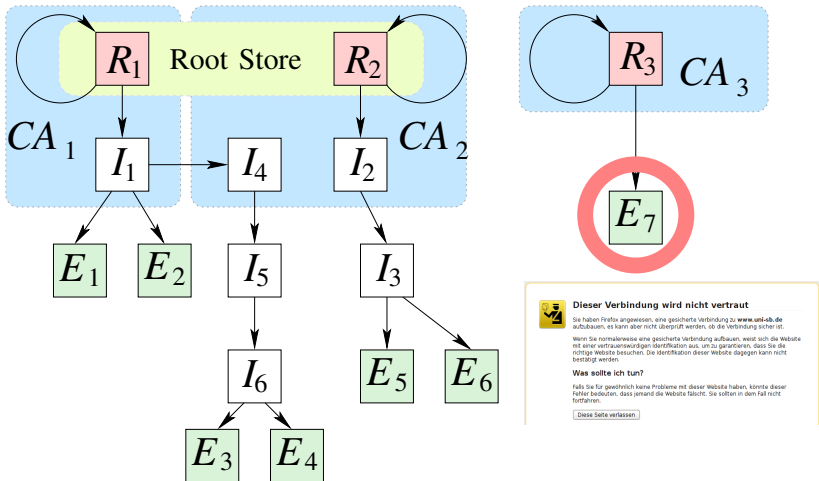 R1 Root Store R2 R3
CA 3
CA 1 CA 2
I1 I4 I2
E7
E1 E2 I5 I3
Dieser Verbindung wird nicht vertraut
Sie haben Firefox angewiesen, eine gesicherte Verbindung zu www.uni-sb.de
aufzubauen, es kann aber nicht überprüft werden, ob die Verbindung sicher ist.
Wenn Sie normalerweise eine gesicherte Verbindung aufbauen, weist sich die Website
mit einer vertrauenswürdigen Identifikation aus, um zu garantieren, dass Sie die
richtige Website besuchen. Die Identifikation dieser Website dagegen kann nicht
bestätigt werden.
Was sollte ich tun?
Falls Sie für gewöhnlich keine Probleme mit dieser Website haben, könnte dieser
Fehler bedeuten, dass jemand die Website fälscht. Sie sollten in dem Fall nicht
fortfahren.
Diese Seite verlassen
I6 E5 E6
E3 E4